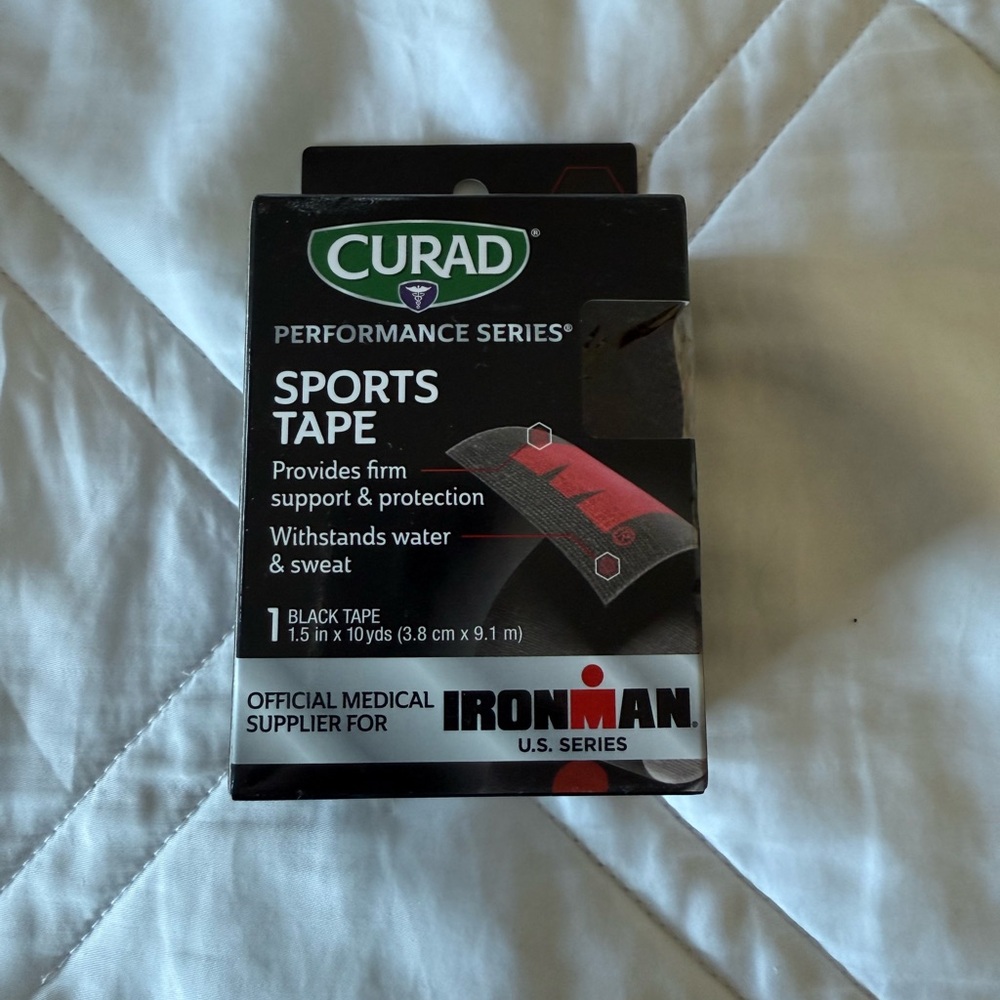 CURAD®
PERFORMANCE SERIES®
SPORTS
TAPE
Provides firm
support & protection
Withstands water
& sweat
1 BLACK TAPE
1.5 in x 10 yds (3.8 cm x 9.1 m)
OFFICIAL MEDICAL
SUPPLIER FOR
IRONMAN®
U.S. SERIES